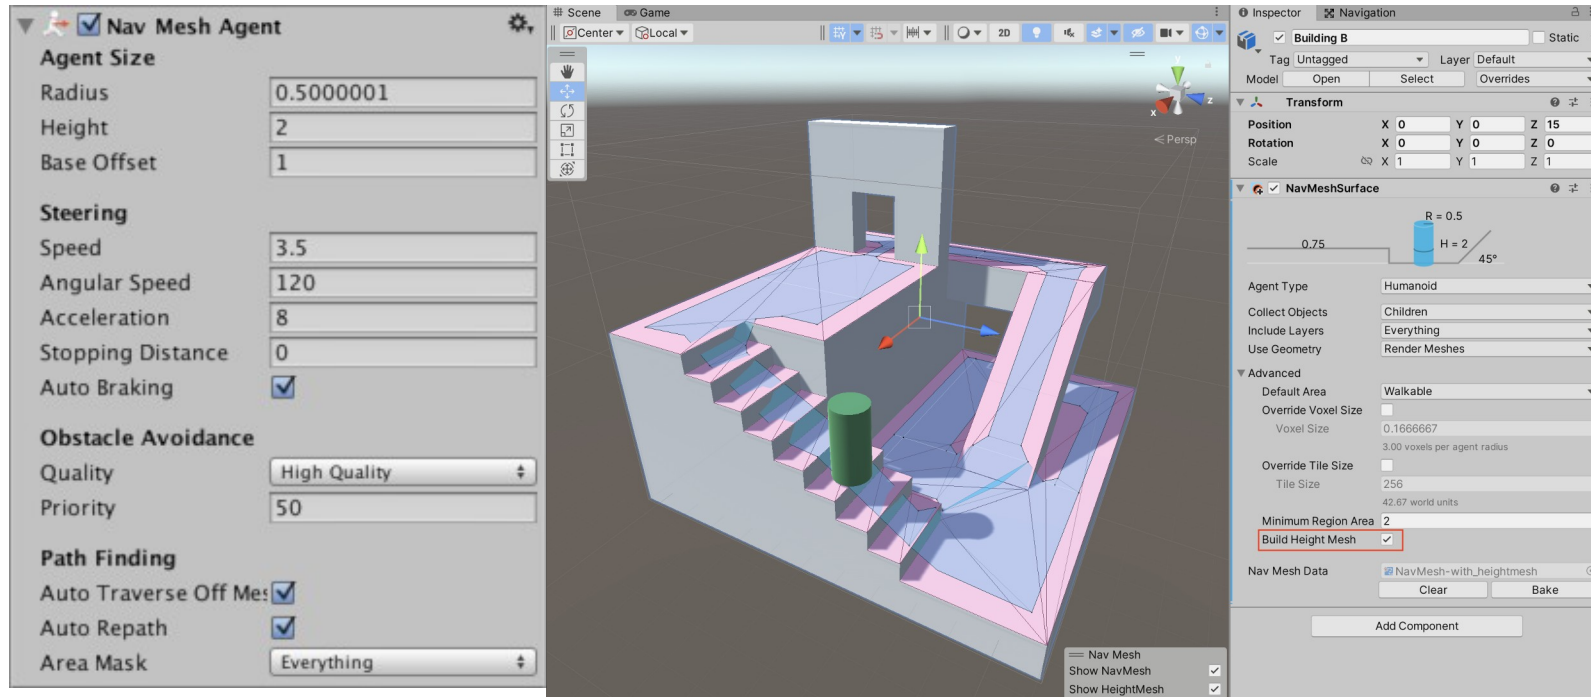 Nav Mesh Agent
Agent Size
Radius 0.5000001
Height 2
Base Offset 1
Steering
Speed 3.5
Angular Speed 120
Acceleration 8
Stopping Distance 0
Auto Braking
Obstacle Avoidance
Quality High Quality
Priority 50
Path Finding
Auto Traverse Off Mes
Auto Repath
Area Mask Everything
Scene Game
Center Local 2D
y
x
z
Persp
Nav Mesh
Show NavMesh
Show HeightMesh
Inspector Navigation
Building B Static
Tag Untagged Layer Default
Model Open Select Overrides
Transform
Position X 0 Y 0 Z 15
Rotation X 0 Y 0 Z 0
Scale X 1 Y 1 Z 1
NavMeshSurface
R = 0.5
0.75 H = 2
45°
Agent Type Humanoid
Collect Objects Children
Include Layers Everything
Use Geometry Render Meshes
Advanced
Default Area Walkable
Override Voxel Size
Voxel Size 0.1666667
3.00 voxels per agent radius
Override Tile Size
Tile Size 256
42.67 world units
Minimum Region Area 2
Build Height Mesh
Nav Mesh Data NavMesh-with_heightmesh
Clear Bake
Add Component